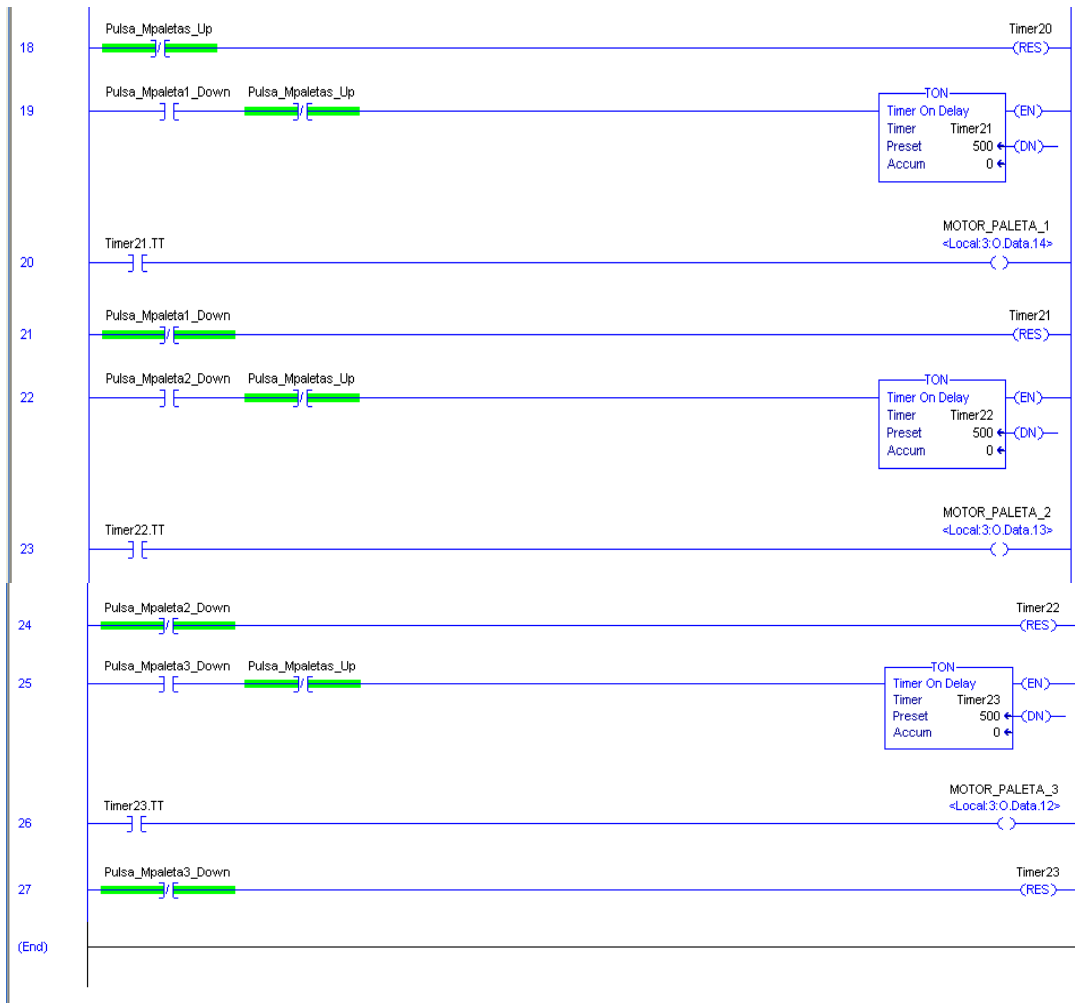 Pulsa_Mpaletas_Up Timer20
18 (RES)
Pulsa_Mpaleta1_Down Pulsa_Mpaletas_Up TON
19 Timer On Delay (EN)
Timer Timer21
Preset 500 (DN)
Accum 0
MOTOR_PALETA_1
Timer21.TT <Local:3:O.Data.14>
20
Pulsa_Mpaleta1_Down Timer21
21 (RES)
Pulsa_Mpaleta2_Down Pulsa_Mpaletas_Up TON
22 Timer On Delay (EN)
Timer Timer22
Preset 500 (DN)
Accum 0
MOTOR_PALETA_2
Timer22.TT <Local:3:O.Data.13>
23
Pulsa_Mpaleta2_Down Timer22
24 (RES)
Pulsa_Mpaleta3_Down Pulsa_Mpaletas_Up TON
25 Timer On Delay (EN)
Timer Timer23
Preset 500 (DN)
Accum 0
MOTOR_PALETA_3
Timer23.TT <Local:3:O.Data.12>
26
Pulsa_Mpaleta3_Down Timer23
27 (RES)
(End)